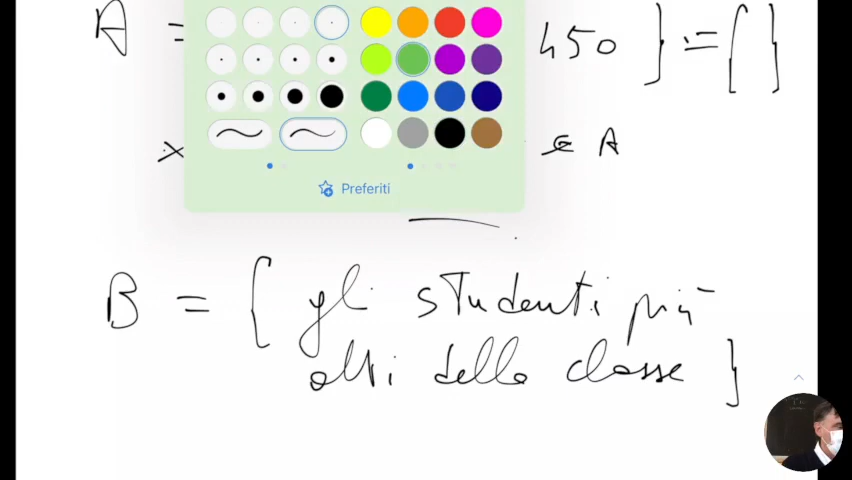 A = 450 } = { }
x ∈ A
Preferiti
B = { gli studenti più
alti della classe }